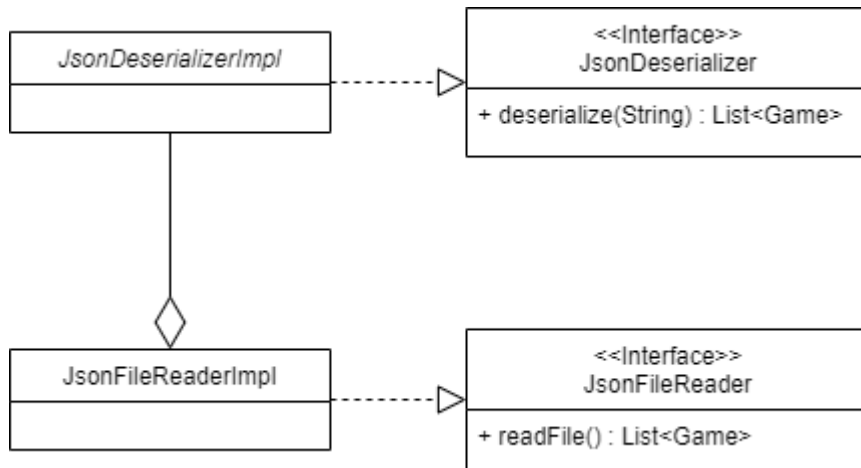 JsonDeserializerImpl
<<Interface>>
JsonDeserializer
+ deserialize(String) : List<Game>
JsonFileReaderImpl
<<Interface>>
JsonFileReader
+ readFile() : List<Game>